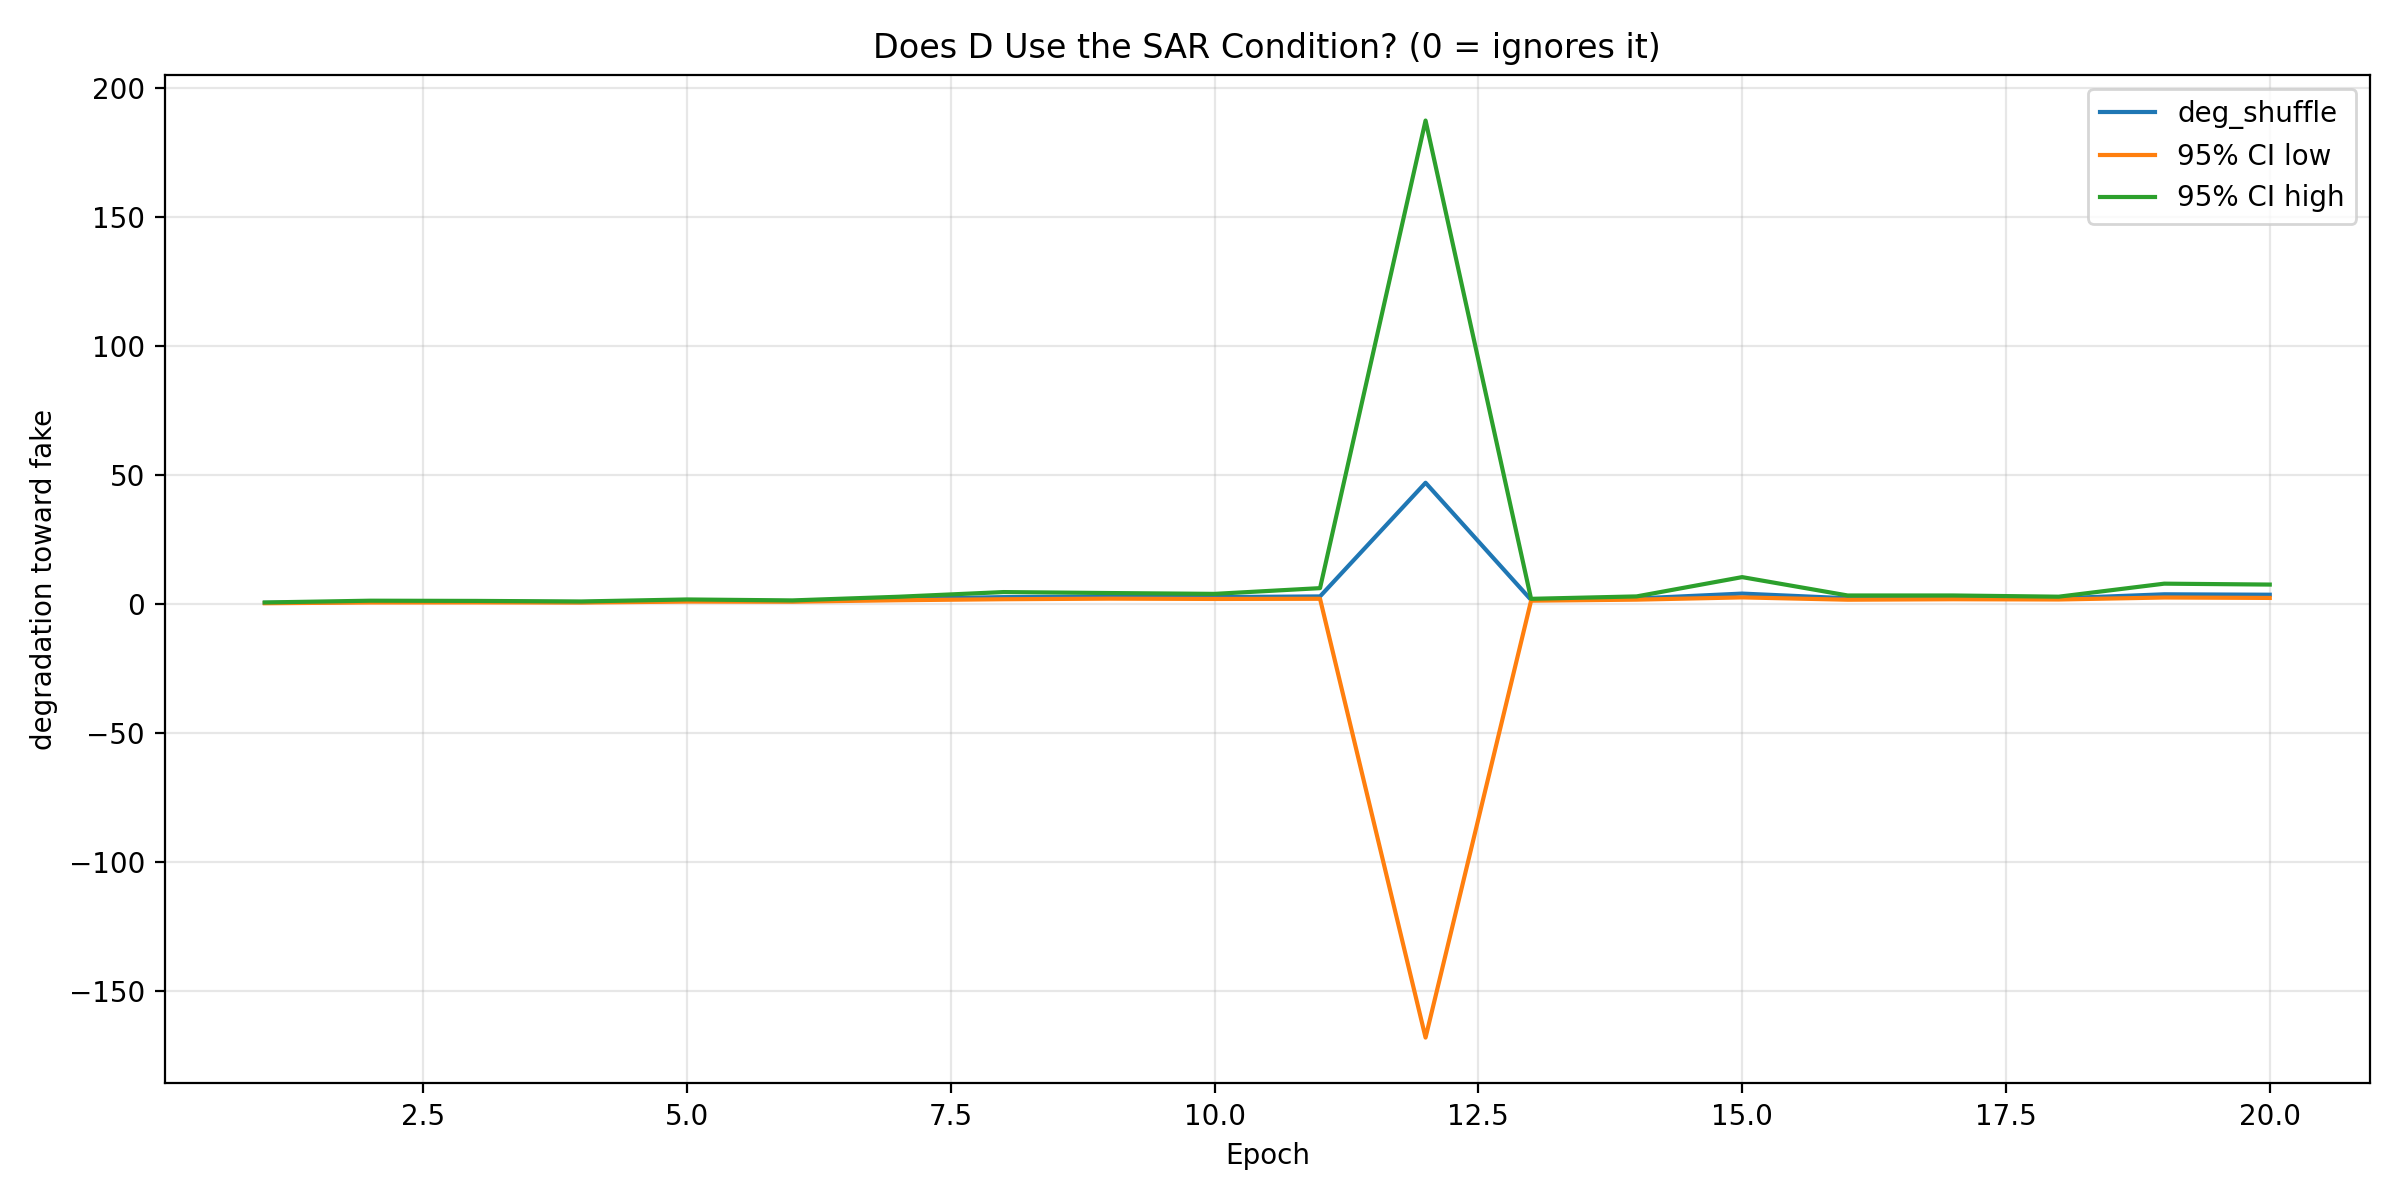 Does D Use the SAR Condition? (0 = ignores it)
200
150
100
50
0
−50
−100
−150
degradation toward fake
deg_shuffle
95% CI low
95% CI high
2.5 5.0 7.5 10.0 12.5 15.0 17.5 20.0
Epoch